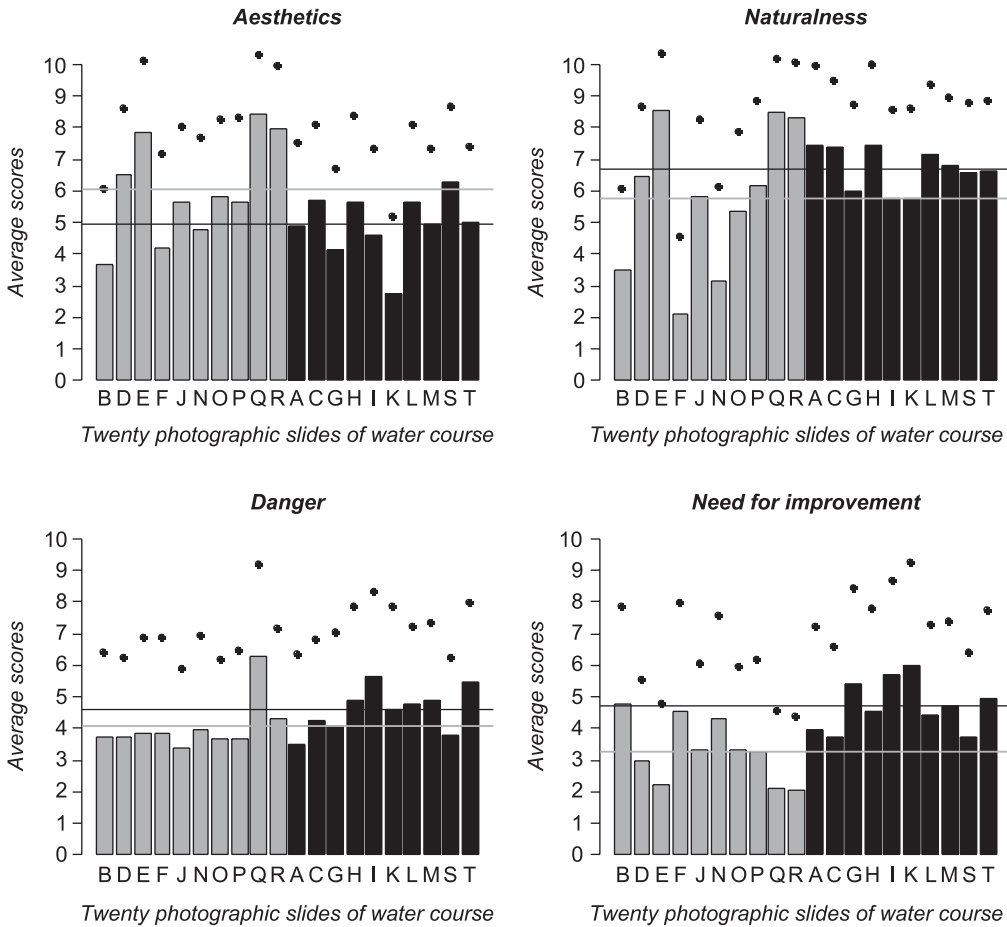 Aesthetics
Average scores
10
9
8
7
6
5
4
3
2
1
0
B D E F J N O P Q R A C G H I K L M S T
Twenty photographic slides of water course
Naturalness
Average scores
10
9
8
7
6
5
4
3
2
1
0
B D E F J N O P Q R A C G H I K L M S T
Twenty photographic slides of water course
Danger
Average scores
10
9
8
7
6
5
4
3
2
1
0
B D E F J N O P Q R A C G H I K L M S T
Twenty photographic slides of water course
Need for improvement
Average scores
10
9
8
7
6
5
4
3
2
1
0
B D E F J N O P Q R A C G H I K L M S T
Twenty photographic slides of water course